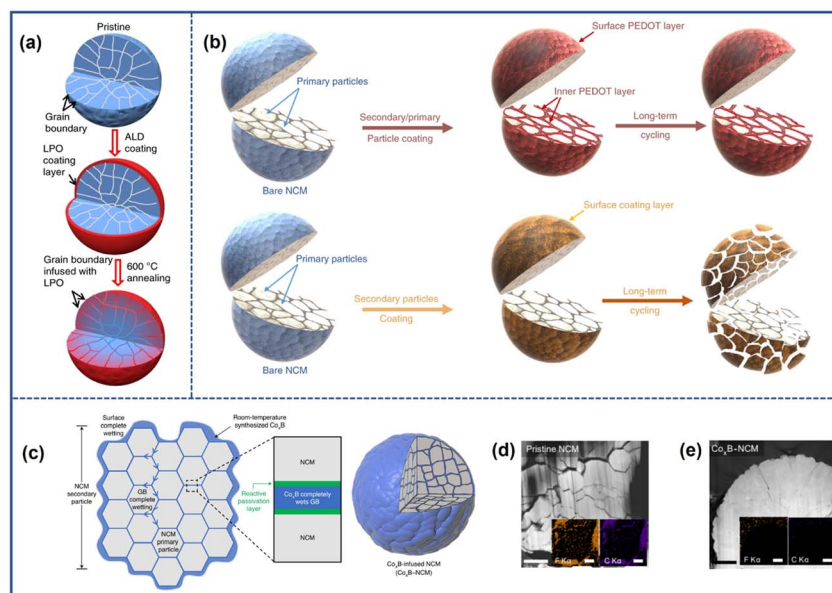 (a)
Pristine
Grain
boundary
ALD
coating
LPO
coating
layer
Grain boundary
infused with
LPO
600 °C
annealing
(b)
Primary particles
Bare NCM
Secondary/primary
Particle coating
Surface PEDOT layer
Inner PEDOT layer
Long-term
cycling
Primary particles
Bare NCM
Secondary particles
Coating
Surface coating layer
Long-term
cycling
(c)
Surface
complete
wetting
Room-temperature
synthesized CoₓB
NCM
secondary
particle
GB
complete
wetting
NCM
primary
particle
Reactive
passivation
layer
NCM
CoₓB completely
wets GB
NCM
CoₓB-infused NCM
(CoₓB–NCM)
(d)
Pristine NCM
F Kα
C Kα
(e)
CoₓB–NCM
F Kα
C Kα